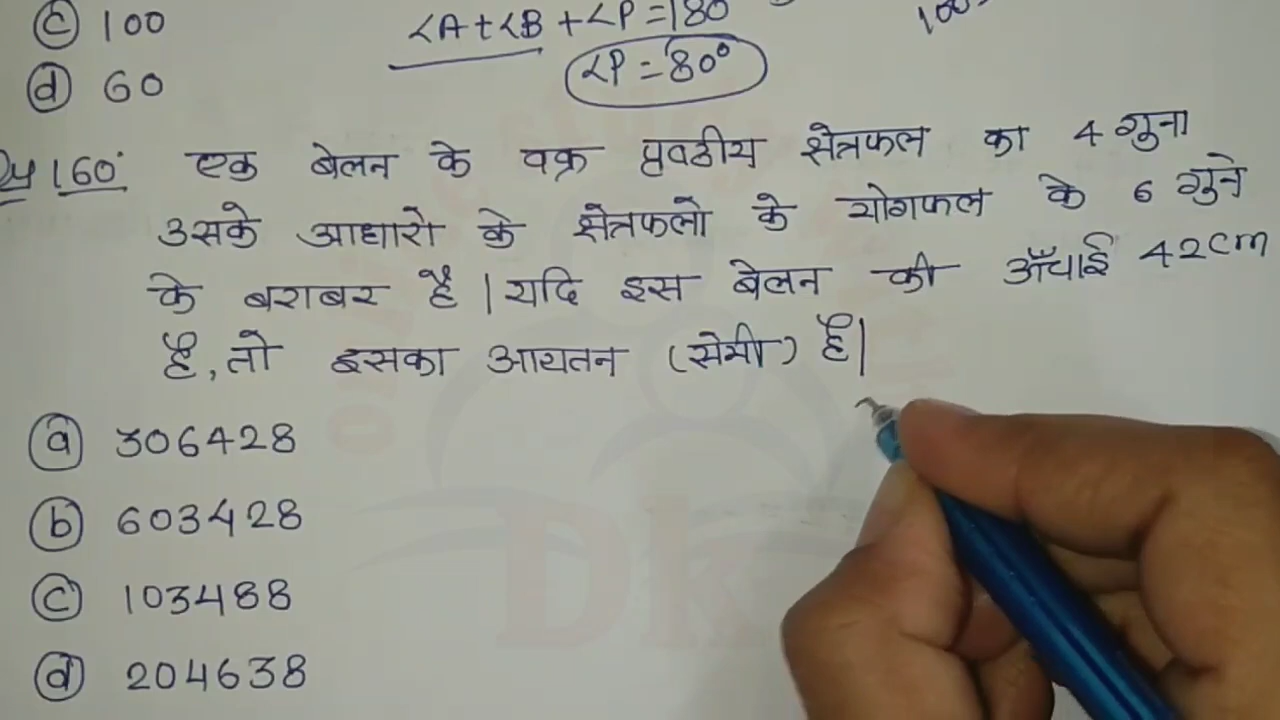 ⓒ 100
∠A+∠B+∠P=180
100
ⓓ 60
∠P=80°
160: एक बेलन के वक्र पृष्ठीय क्षेत्रफल का 4 गुना
उसके आधारो के क्षेत्रफलो के योगफल के 6 गुने
के बराबर है | यदि इस बेलन की ऊँचाई 42cm
है, तो इसका आयतन (सेमी) है|
ⓐ 306428
ⓑ 603428
ⓒ 103488
ⓓ 204638